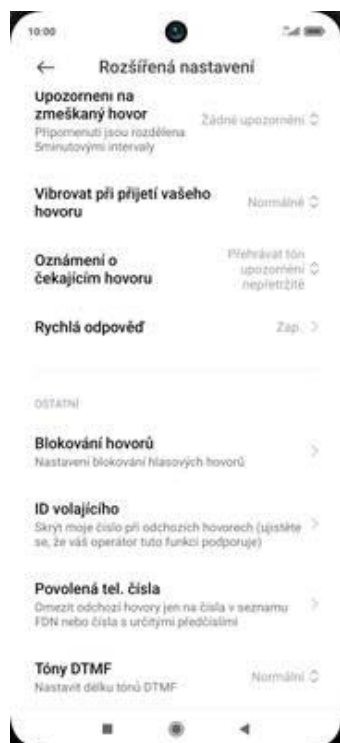 10:00
Rozšířená nastavení
Upozornění na
zmeškaný hovor
Žádné upozornění
Připomenutí jsou rozdělena
5minutovými intervaly
Vibrovat při přijetí vašeho
hovoru
Normálně
Oznámení o
čekajícím hovoru
Přehrávat tón
upozornění
nepřetržitě
Rychlá odpověď
Zap.
OSTATNÍ
Blokování hovorů
Nastavení blokování hlasových hovorů
ID volajícího
Skrýt moje číslo při odchozích hovorech (ujistěte
se, že váš operátor tuto funkci podporuje)
Povolená tel. čísla
Omezit odchozí hovory jen na čísla v seznamu
FDN nebo čísla s určitými předčíslími
Tóny DTMF
Normální
Nastavit délku tónů DTMF